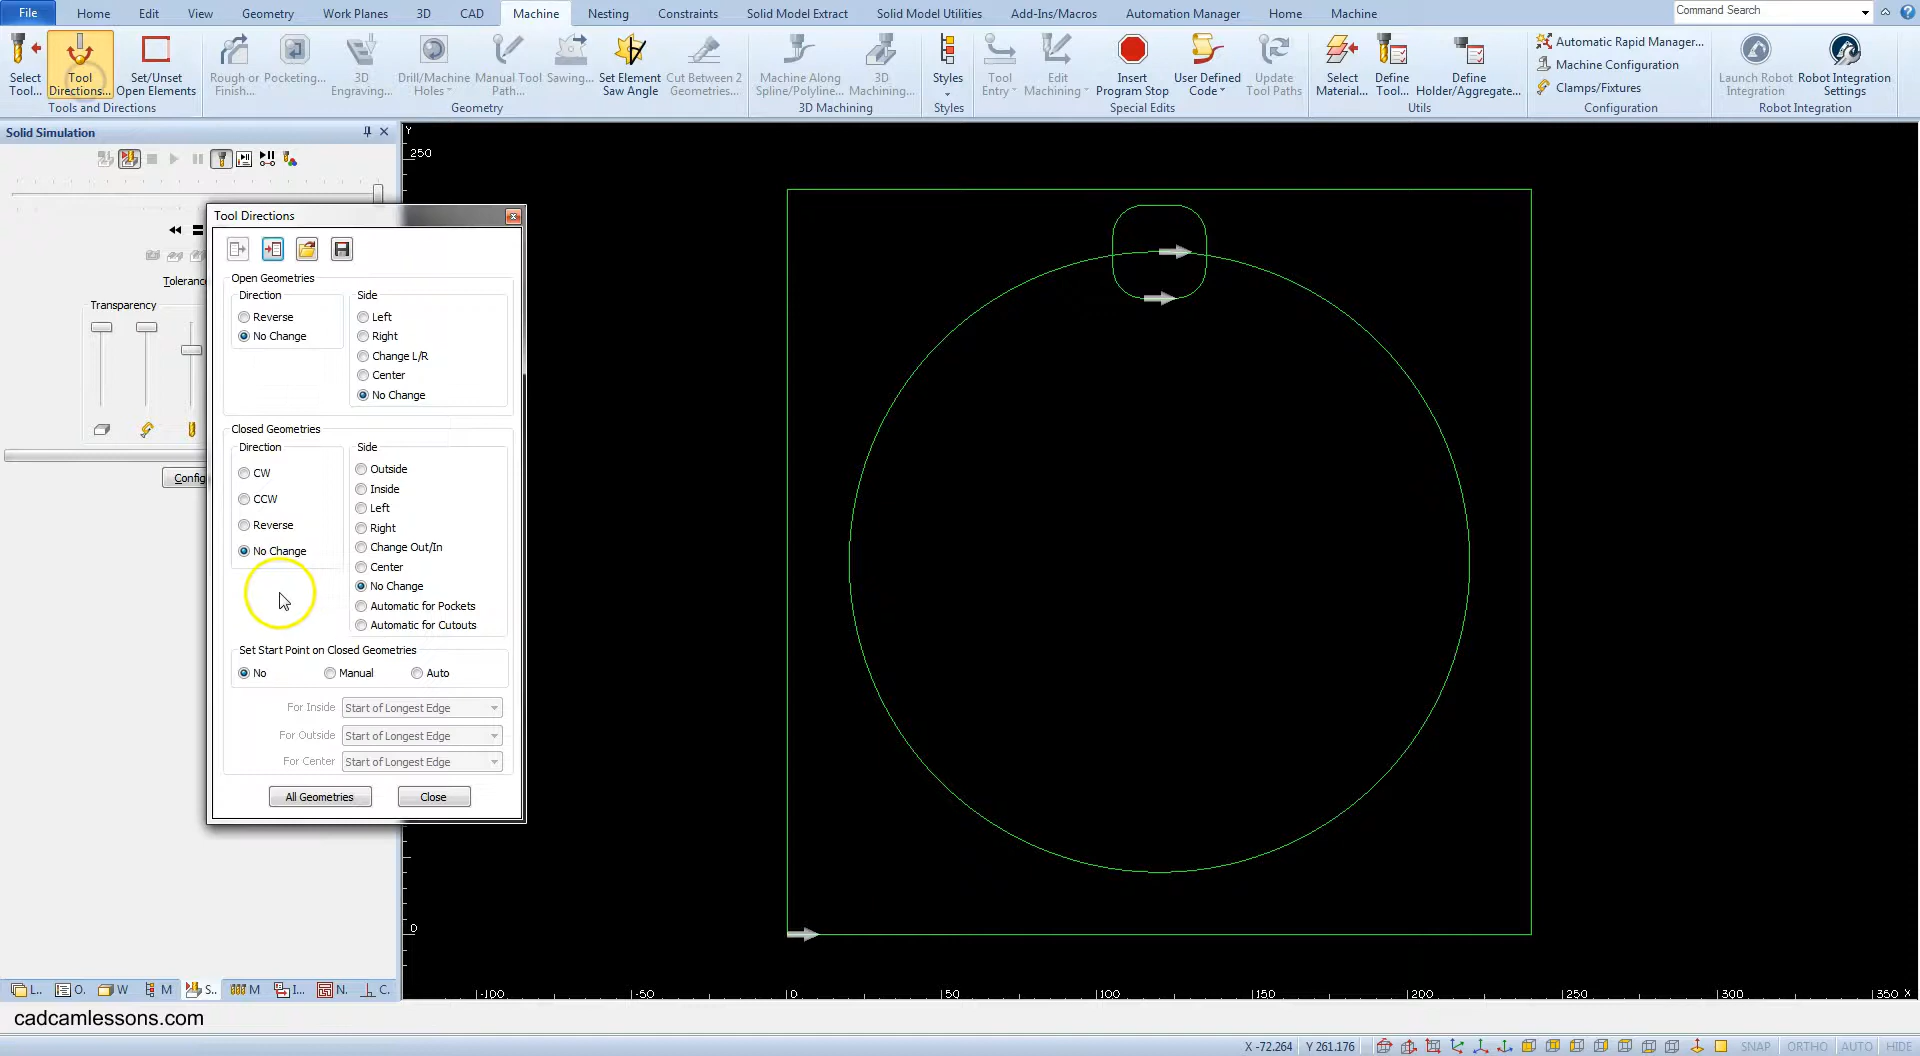 File Home Edit View Geometry Work Planes 3D CAD Machine Nesting Constraints Solid Model Extract Solid Model Utilities Add-Ins/Macros Automation Manager Home Machine Command Search
Select Tool...
Tool Directions...
Set/Unset Open Elements
Tools and Directions
Rough or Finish...
Pocketing...
3D Engraving...
Drill/Machine Holes
Manual Tool Path...
Sawing...
Set Element Saw Angle
Cut Between 2 Geometries...
Geometry
Machine Along Spline/Polyline...
3D Machining...
3D Machining
Styles
Styles
Tool Entry
Edit Machining
Insert Program Stop
User Defined Code
Update Tool Paths
Special Edits
Select Material...
Define Tool...
Define Holder/Aggregate...
Utils
Automatic Rapid Manager...
Machine Configuration
Clamps/Fixtures
Configuration
Launch Robot Integration
Robot Integration Settings
Robot Integration
Solid Simulation
Toleranc
Transparency
Config
Tool Directions
Open Geometries
Direction
Reverse
No Change
Side
Left
Right
Change L/R
Center
No Change
Closed Geometries
Direction
CW
CCW
Reverse
No Change
Side
Outside
Inside
Left
Right
Change Out/In
Center
No Change
Automatic for Pockets
Automatic for Cutouts
Set Start Point on Closed Geometries
No Manual Auto
For Inside Start of Longest Edge
For Outside Start of Longest Edge
For Center Start of Longest Edge
All Geometries Close
Y
250
0
-100 -50 0 50 100 150 200 250 300 350 X
L.. O. W M S.. M I... N. C.
cadcamlessons.com
X -72.264 Y 261.176 SNAP ORTHO AUTO HIDE